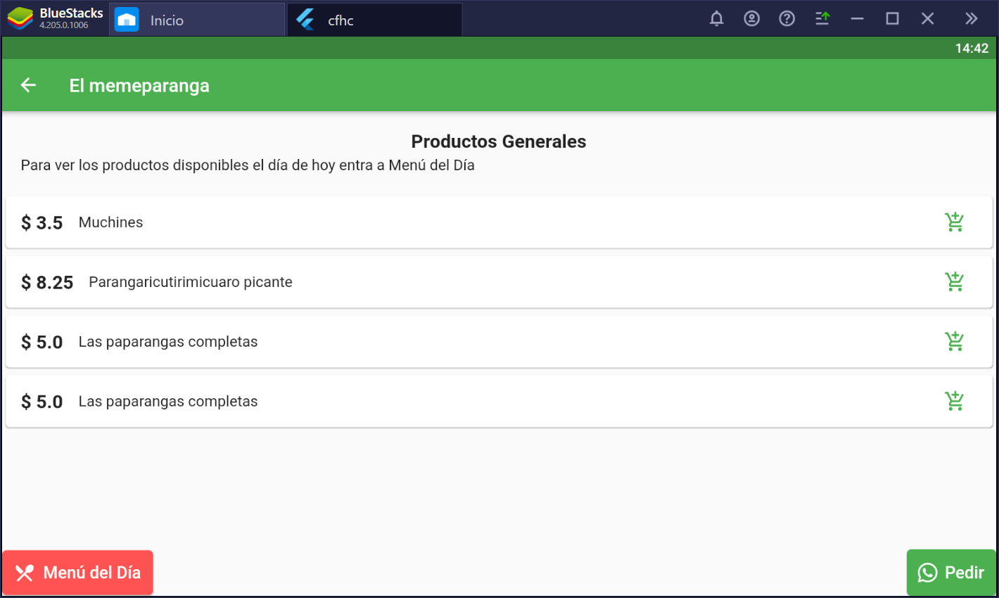 BlueStacks
4.205.0.1006
Inicio
cfhc
14:42
El memeparanga
Productos Generales
Para ver los productos disponibles el día de hoy entra a Menú del Día
$ 3.5 Muchines
$ 8.25 Parangaricutirimicuaro picante
$ 5.0 Las paparangas completas
$ 5.0 Las paparangas completas
Menú del Día
Pedir